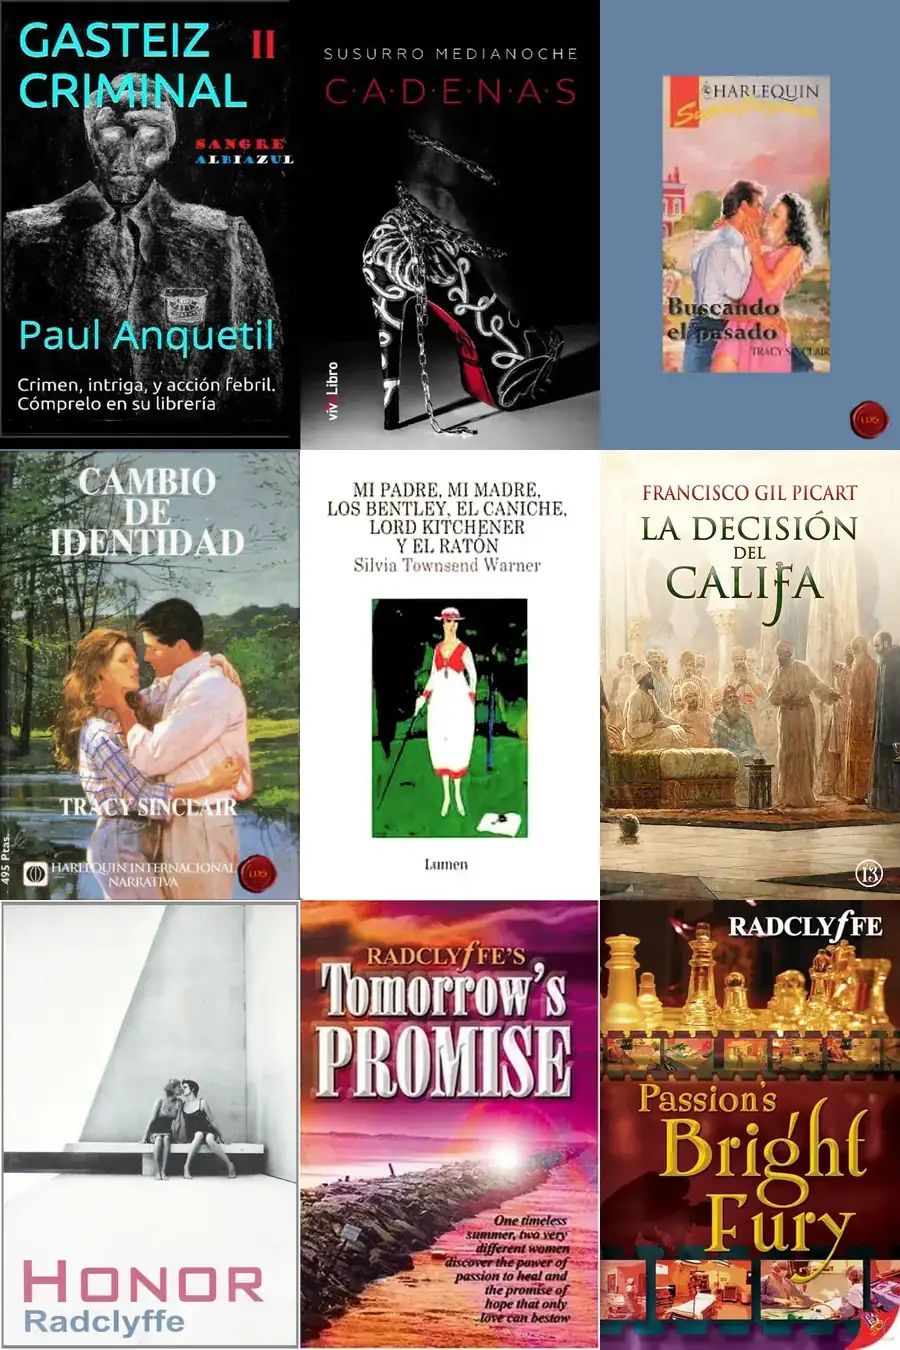 GASTEIZ II
CRIMINAL
SANGRE
ALBIAZUL
Paul Anquetil
Crimen, intriga, y acción febril.
Cómprelo en su librería
SUSURRO MEDIANOCHE
C·A·D·E·N·A·S
Libro
HARLEQUIN
Buscando
el pasado
TRACY SINCLAIR
LDS
CAMBIO
DE
IDENTIDAD
TRACY SINCLAIR
495 Ptas.
HARLEQUIN INTERNACIONAL
NARRATIVA
LDS
MI PADRE, MI MADRE,
LOS BENTLEY, EL CANICHE,
LORD KITCHENER
Y EL RATÓN
Silvia Townsend Warner
Lumen
FRANCISCO GIL PICART
LA DECISIÓN
DEL
CALIFA
13
HONOR
Radclyffe
RADCLYffE'S
Tomorrow's
PROMISE
One timeless
summer, two very
different women
discover the power of
passion to heal and
the promise of
hope that only
love can bestow
RADCLYffE
Passion's
Bright
Fury